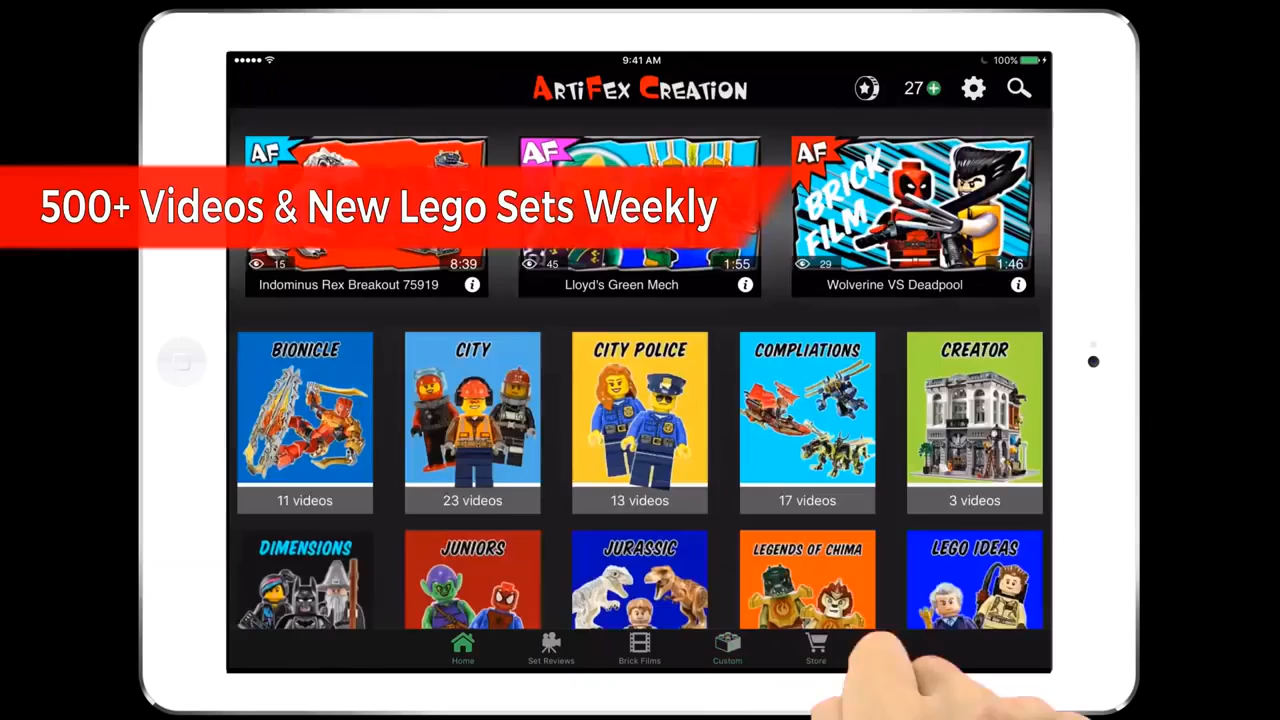 9:41 AM
100%
ArtiFex Creation
27
AF
AF
AF
BRICK
FILM
500+ Videos & New Lego Sets Weekly
15
8:39
45
1:55
29
1:46
Indominus Rex Breakout 75919
Lloyd's Green Mech
Wolverine VS Deadpool
BIONICLE
CITY
CITY POLICE
COMPLIATIONS
CREATOR
11 videos
23 videos
13 videos
17 videos
3 videos
DIMENSIONS
JUNIORS
JURASSIC
LEGENDS OF CHIMA
LEGO IDEAS
Home
Set Reviews
Brick Films
Custom
Store